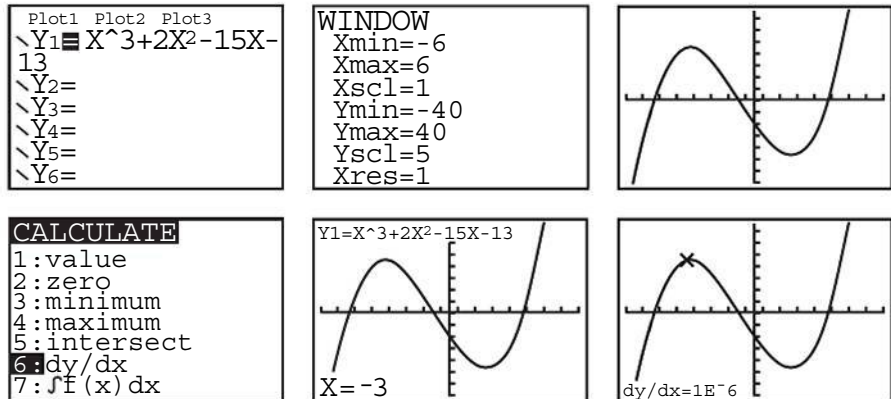 Plot1 Plot2 Plot3
\Y1=X^3+2X²-15X-
13
\Y2=
\Y3=
\Y4=
\Y5=
\Y6=
WINDOW
Xmin=-6
Xmax=6
Xscl=1
Ymin=-40
Ymax=40
Yscl=5
Xres=1
CALCULATE
1:value
2:zero
3:minimum
4:maximum
5:intersect
6:dy/dx
7:∫f(x)dx
Y1=X^3+2X²-15X-13
X=-3
dy/dx=1E-6